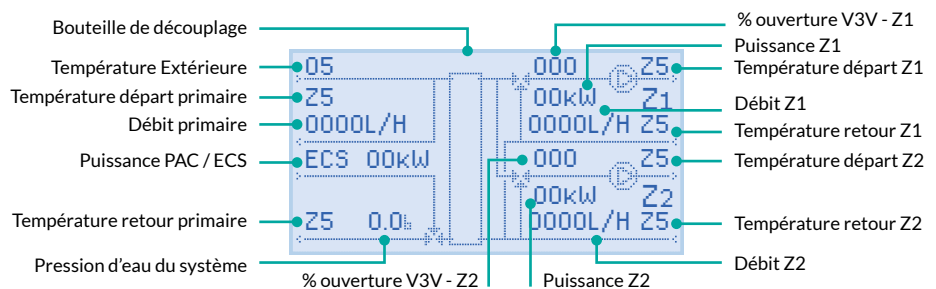 % ouverture V3V - Z1
Bouteille de découplage
Puissance Z1
Température Extérieure
05
000
Z5
Température départ Z1
Température départ primaire
Z5
00kW
Z1
Débit Z1
Débit primaire
0000L/H
0000L/H
Z5
Température retour Z1
Puissance PAC / ECS
ECS 00kW
000
Z5
Température départ Z2
00kW
Z2
Température retour primaire
Z5
0.0b
0000L/H
Z5
Température retour Z2
Pression d'eau du système
Débit Z2
% ouverture V3V - Z2
Puissance Z2